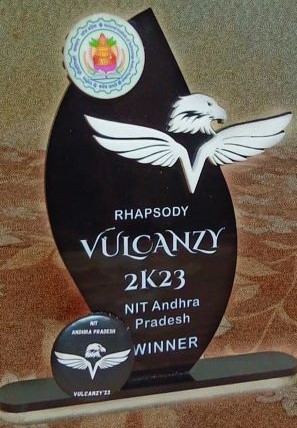 RHAPSODY
VULCANZY
2K23
NIT Andhra
Pradesh
WINNER
NIT
ANDHRA PRADESH
VULCANZY'23